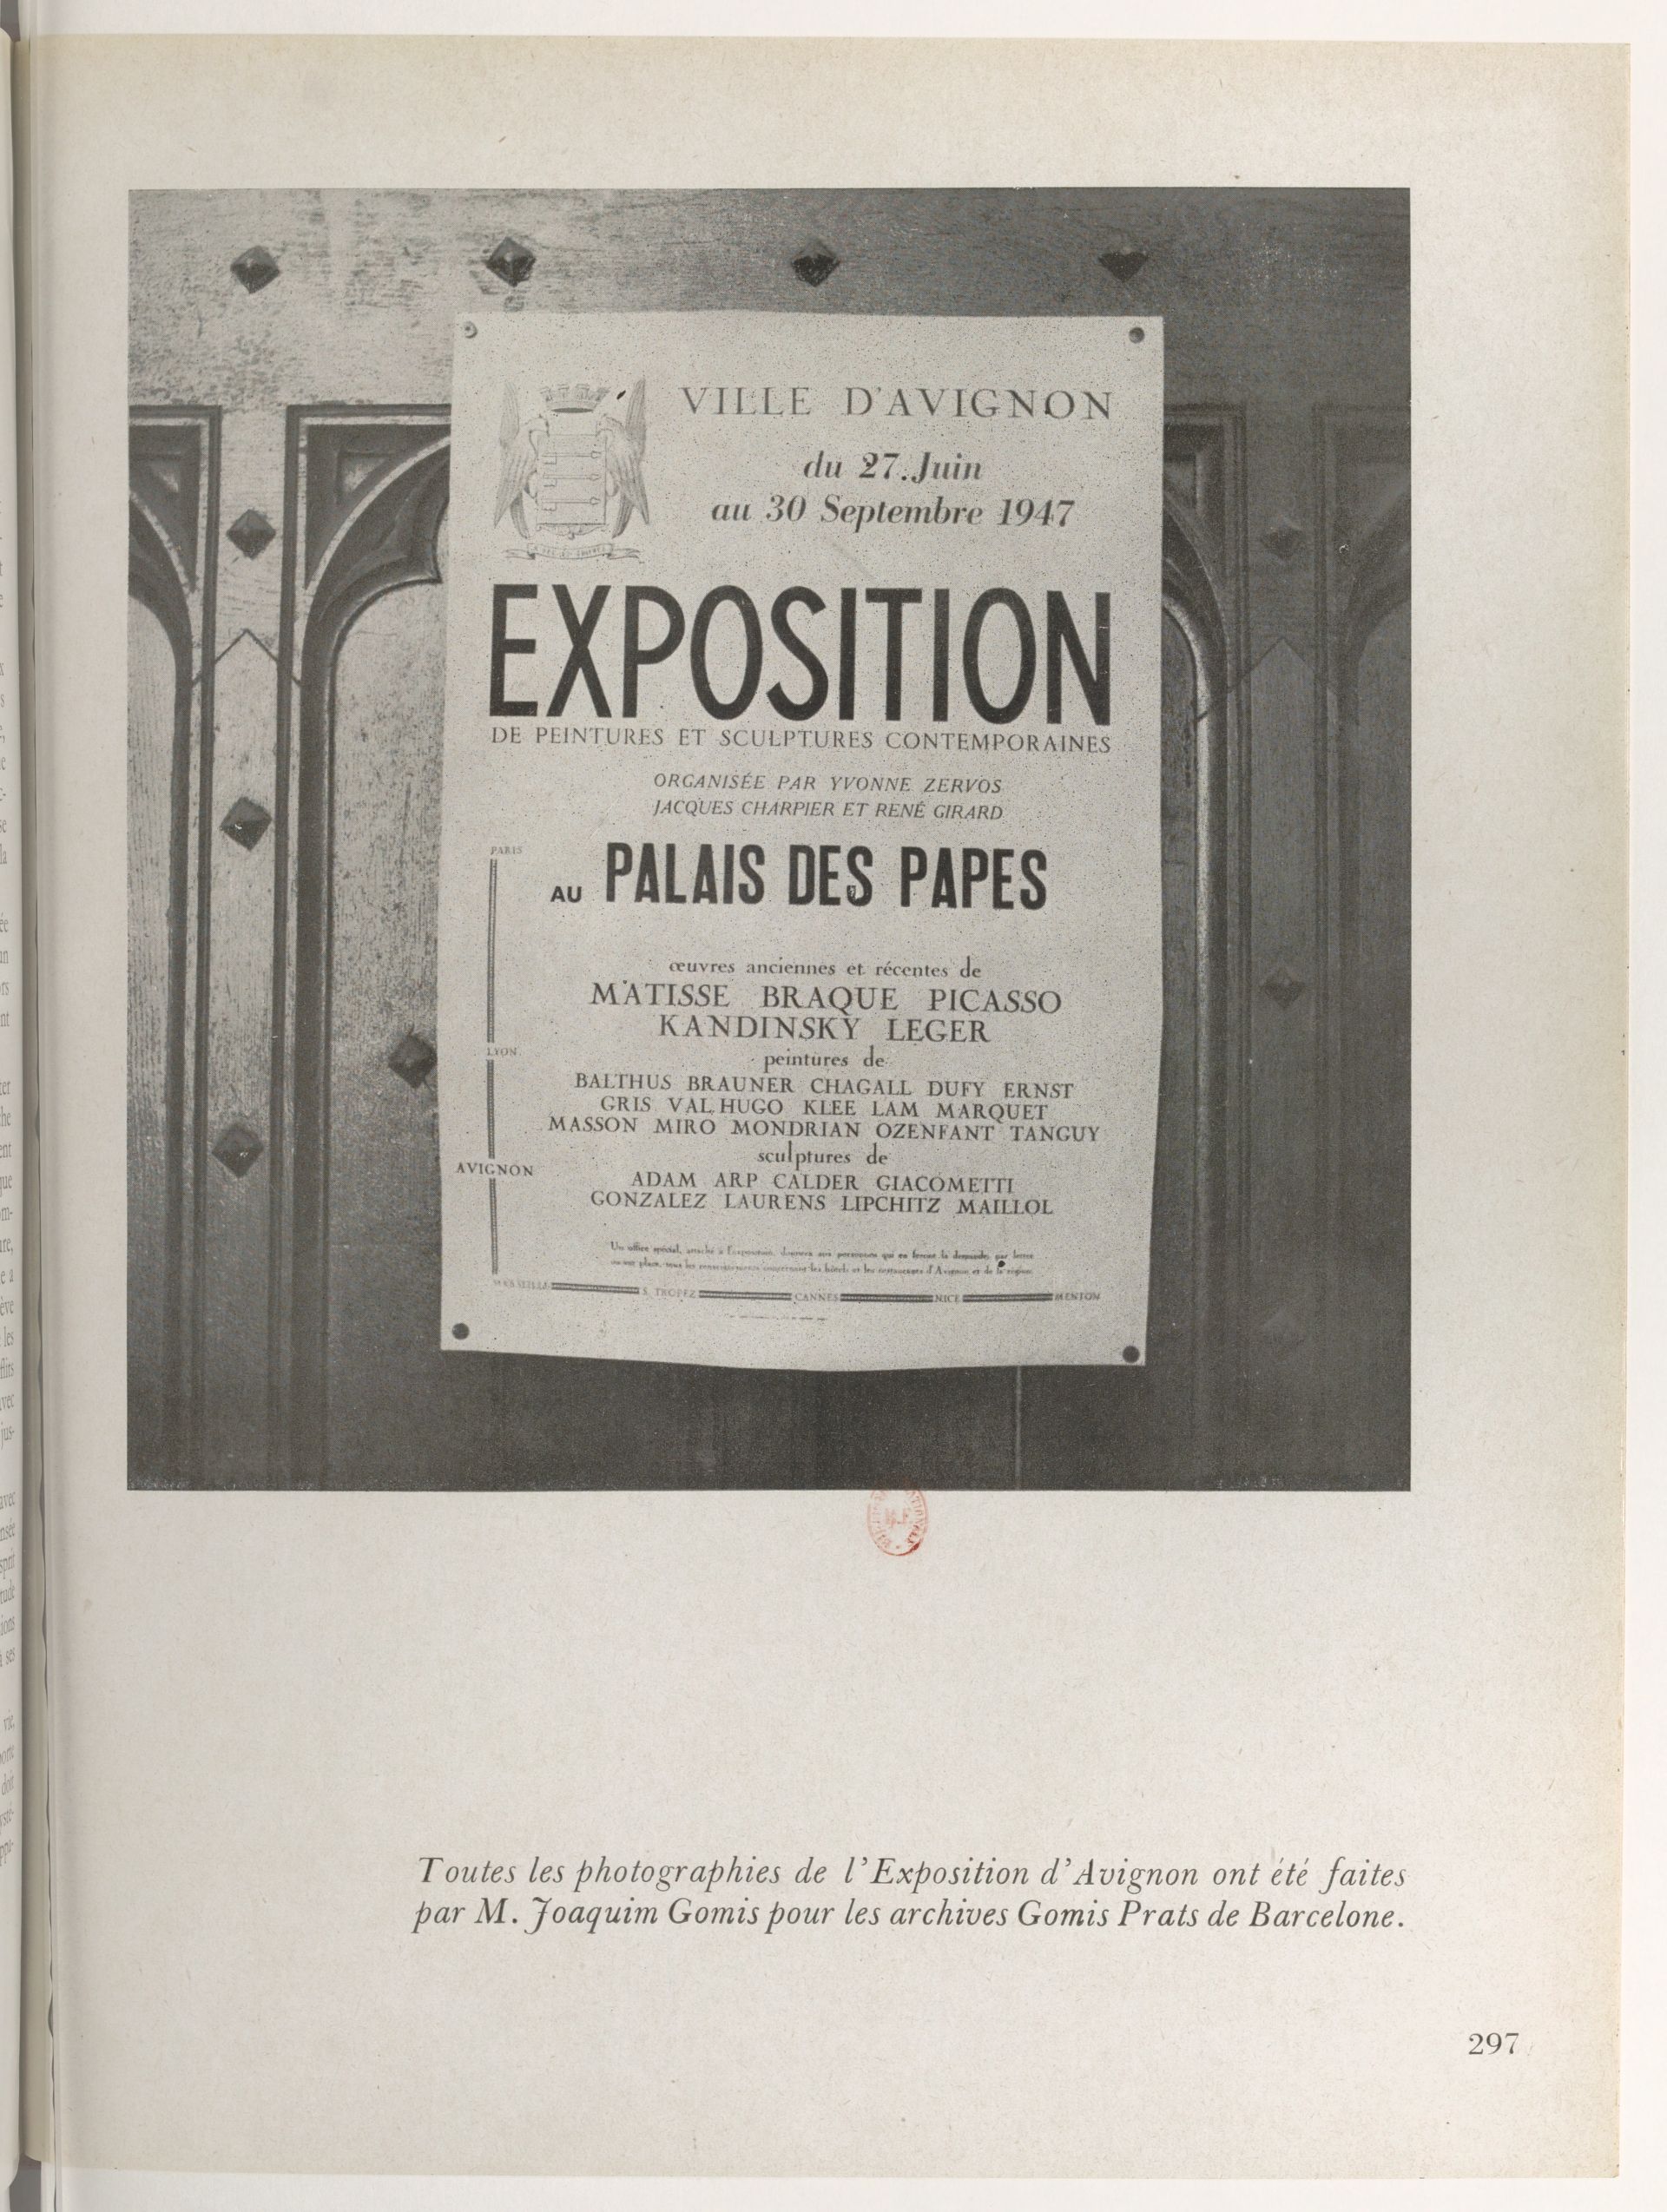 VILLE D'AVIGNON
du 27 Juin
au 30 Septembre 1947
EXPOSITION
DE PEINTURES ET SCULPTURES CONTEMPORAINES
ORGANISÉE PAR YVONNE ZERVOS
JACQUES CHARPIER ET RENÉ GIRARD
PARIS
AU PALAIS DES PAPES
œuvres anciennes et récentes de
MATISSE BRAQUE PICASSO
KANDINSKY LEGER
LYON
peintures de
BALTHUS BRAUNER CHAGALL DUFY ERNST
GRIS VAL.HUGO KLEE LAM MARQUET
MASSON MIRO MONDRIAN OZENFANT TANGUY
sculptures de
AVIGNON
ADAM ARP CALDER GIACOMETTI
GONZALEZ LAURENS LIPCHITZ MAILLOL
Un office spécial, attaché à l'exposition, donnera aux personnes qui en feront la demande, par lettre
ou sur place, tous les renseignements concernant les hôtels et les restaurants d'Avignon et de la région
MARSEILLE S. TROPEZ CANNES NICE MENTON
Toutes les photographies de l'Exposition d'Avignon ont été faites
par M. Joaquim Gomis pour les archives Gomis Prats de Barcelone.
297